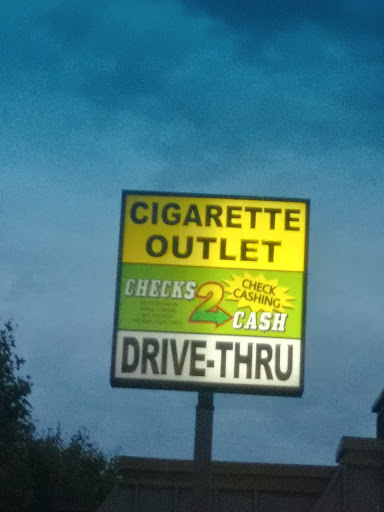 CIGARETTE
OUTLET
CHECKS 2 CASH
CHECK
CASHING
DRIVE-THRU